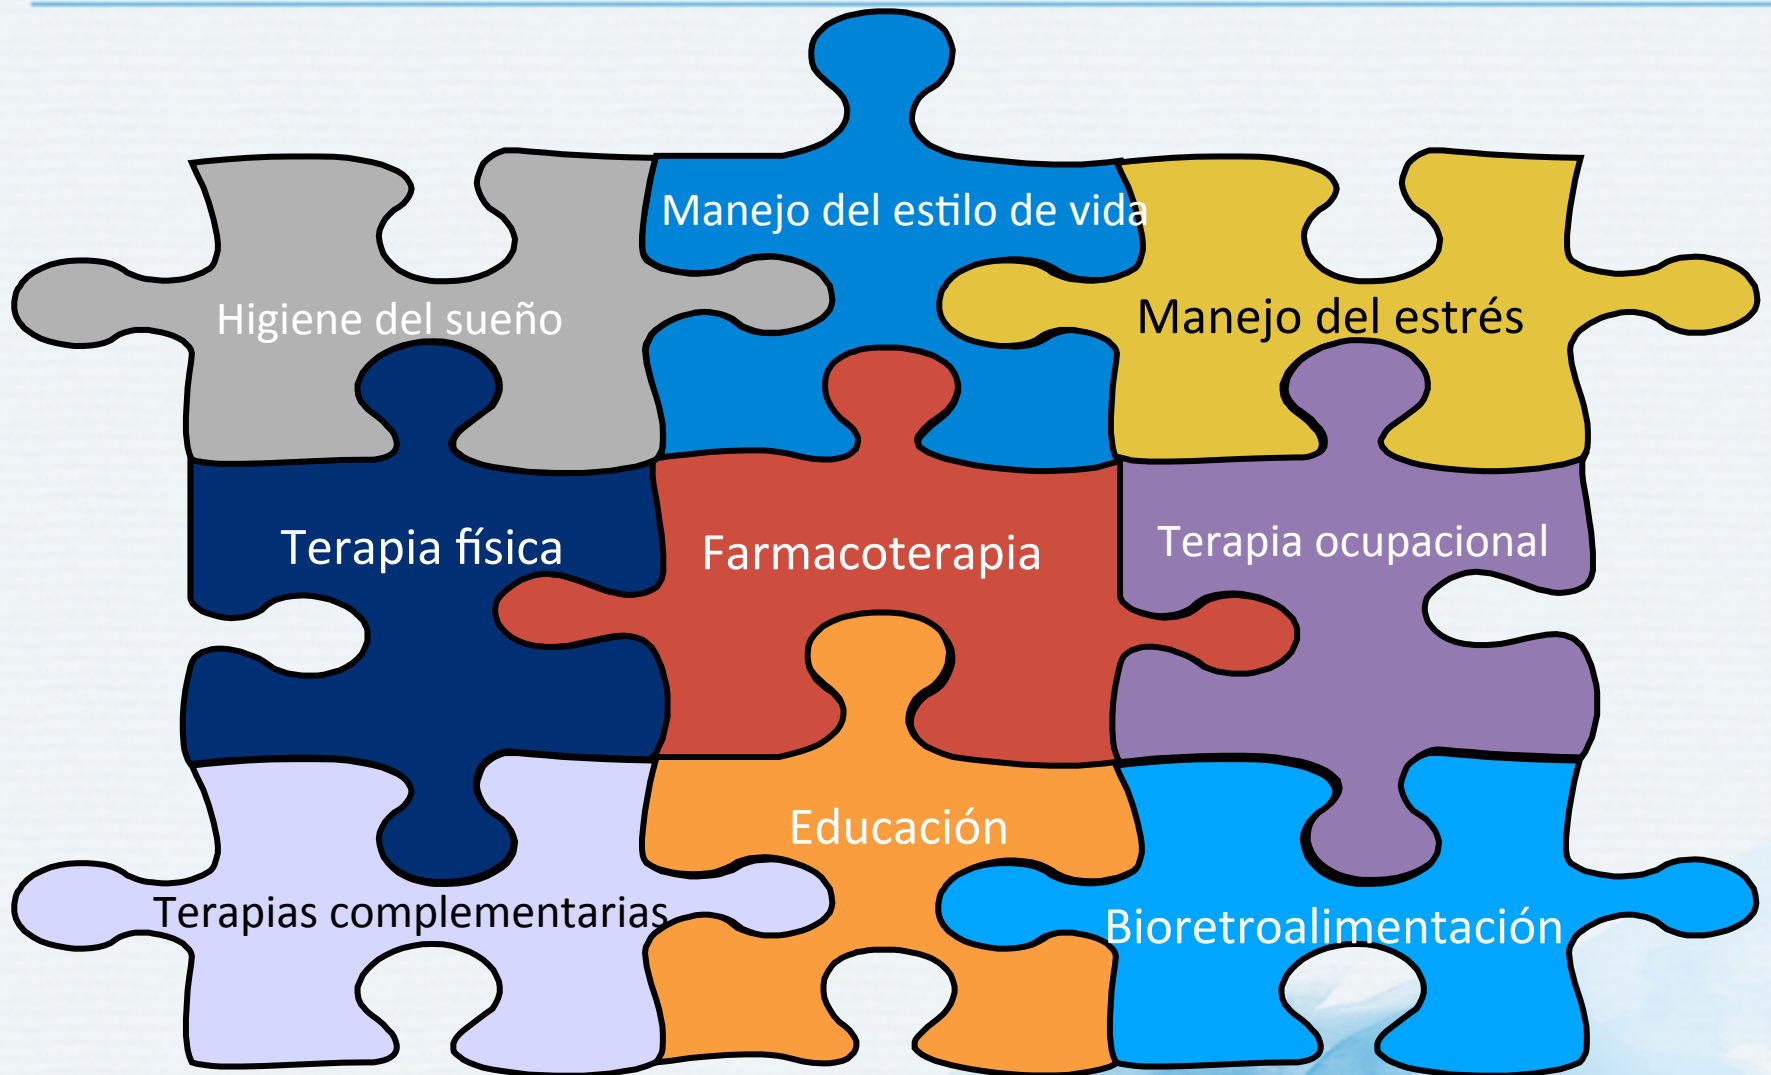 Manejo del estilo de vida
Higiene del sueño
Manejo del estrés
Terapia física
Farmacoterapia
Terapia ocupacional
Educación
Terapias complementarias
Bioretroalimentación